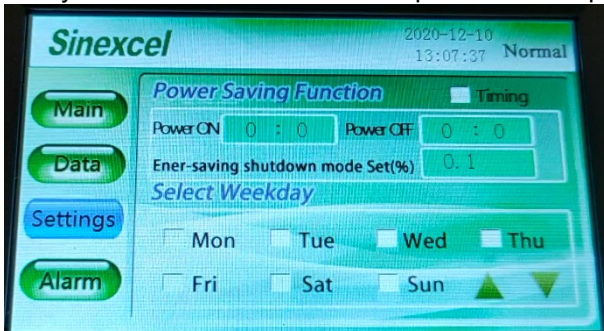 Sinexcel
2020-12-10
13:07:37 Normal
Main
Power Saving Function Timing
Power ON 0 : 0 Power OFF 0 : 0
Data
Ener-saving shutdown mode Set(%) 0.1
Select Weekday
Settings
Mon Tue Wed Thu
Alarm
Fri Sat Sun